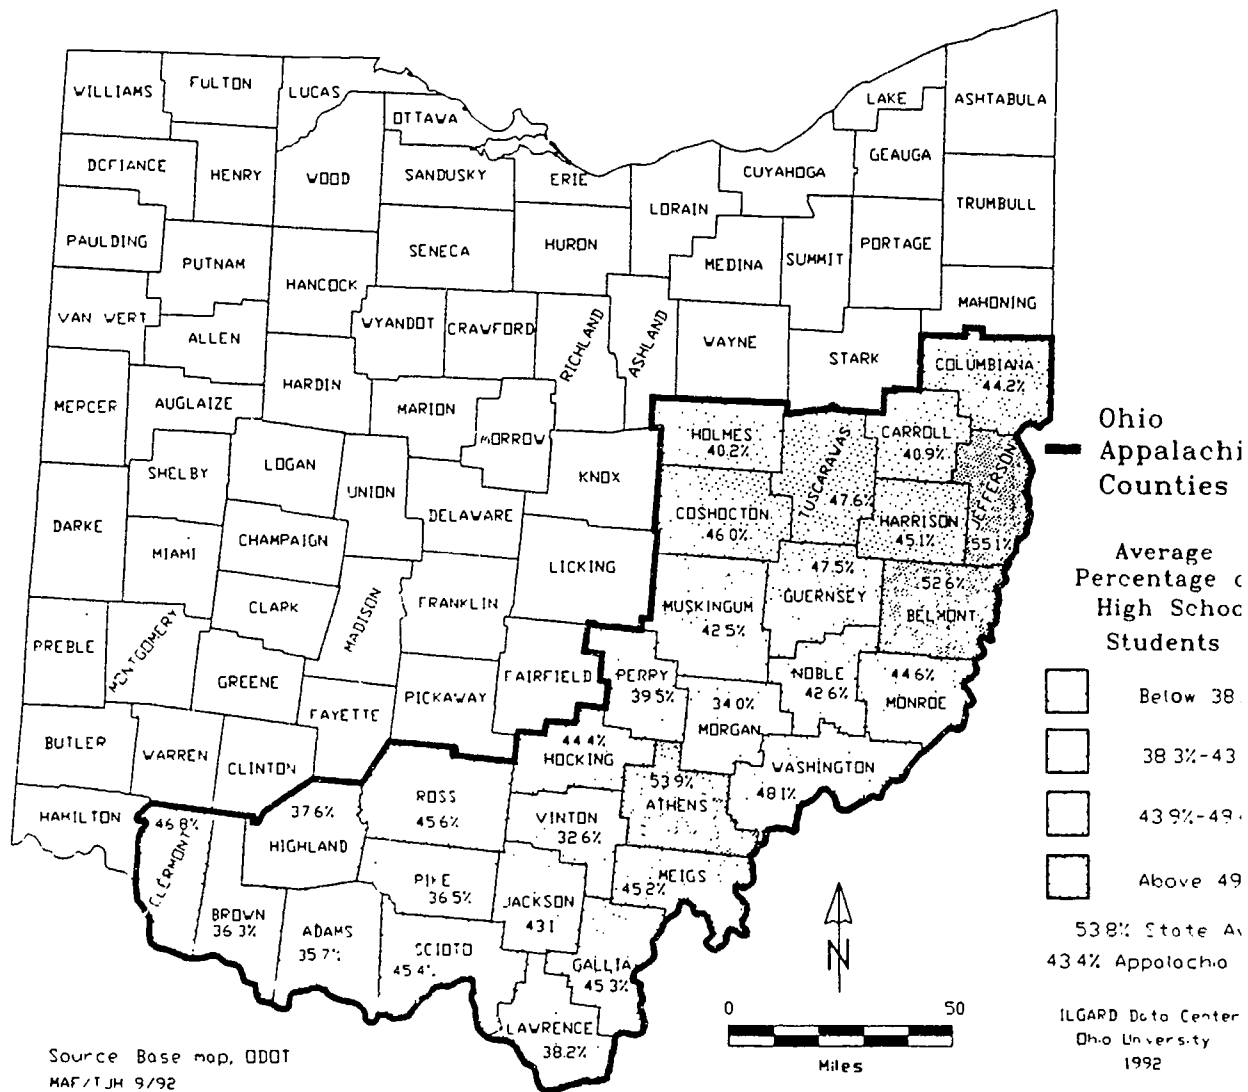 WILLIAMS
FULTON
LUCAS
OTTAWA
LAKE
ASHTABULA
DEFIANCE
HENRY
WOOD
SANDUSKY
ERIE
LORAIN
CUYAHOGA
GEAUGA
TRUMBULL
PAULDING
PUTNAM
HANCOCK
SENECA
HURON
MEDINA
SUMMIT
PORTAGE
MAHONING
VAN WERT
ALLEN
WYANDOT
CRAWFORD
RICHLAND
ASHLAND
WAYNE
STARK
COLUMBIANA
44.2%
MERCER
AUGLAIZE
HARDIN
MARION
MORROW
KNOX
HOLMES
40.2%
TUSCARAWAS
47.6
CARROLL
40.9%
JEFFERSON
55.1%
SHELBY
LOGAN
UNION
DELAWARE
COSHOCTON
46.0%
HARRISON
45.1%
DARKE
MIAMI
CHAMPAIGN
LICKING
MUSKINGUM
42.5%
47.5%
GUERNSEY
52.6%
BELMONT
CLARK
MADISON
FRANKLIN
PREBLE
MONTGOMERY
GREENE
FAYETTE
PICKAWAY
FAIRFIELD
PERRY
39.5%
34.0%
MORGAN
NOBLE
42.6%
44.6%
MONROE
BUTLER
WARREN
CLINTON
44.4%
HOCKING
WASHINGTON
48.1%
HAMILTON
46.8%
CLERMONT
37.6%
HIGHLAND
ROSS
45.6%
VINTON
32.6%
53.9%
ATHENS
BROWN
36.3%
ADAMS
35.7%
PIKE
36.5%
JACKSON
43.1
45.2%
MEIGS
SCIOTO
45.4%
GALLIA
45.3%
LAWRENCE
38.2%
Ohio
Appalachi
Counties
Average
Percentage
High Schoo
Students
Below 38
38.3%-43
43.9%-49
Above 49
53.8% State Av
43.4% Appalachia
N
0 50
Miles
Source Base map, ODOT
MAF/TJH 9/92
ILGARD Data Center
Ohio University
1992